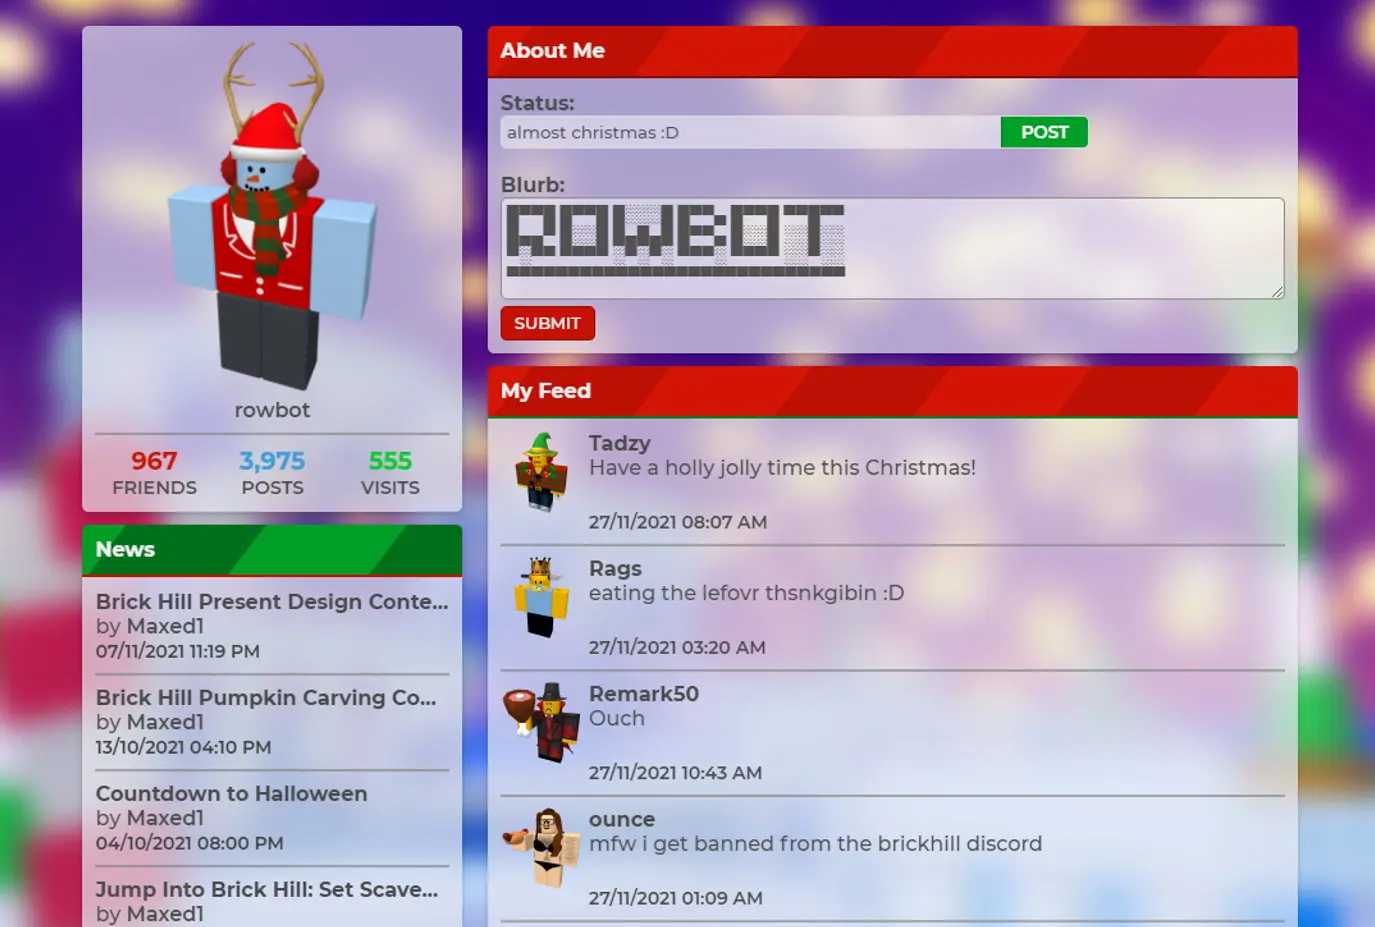 rowbot
967
FRIENDS
3,975
POSTS
555
VISITS
News
Brick Hill Present Design Conte...
by Maxed1
07/11/2021 11:19 PM
Brick Hill Pumpkin Carving Co...
by Maxed1
13/10/2021 04:10 PM
Countdown to Halloween
by Maxed1
04/10/2021 08:00 PM
Jump Into Brick Hill: Set Scave...
by Maxed1
About Me
Status:
almost christmas :D
POST
Blurb:
ROWBOT
SUBMIT
My Feed
Tadzy
Have a holly jolly time this Christmas!
27/11/2021 08:07 AM
Rags
eating the lefovr thsnkgibin :D
27/11/2021 03:20 AM
Remark50
Ouch
27/11/2021 10:43 AM
ounce
mfw i get banned from the brickhill discord
27/11/2021 01:09 AM